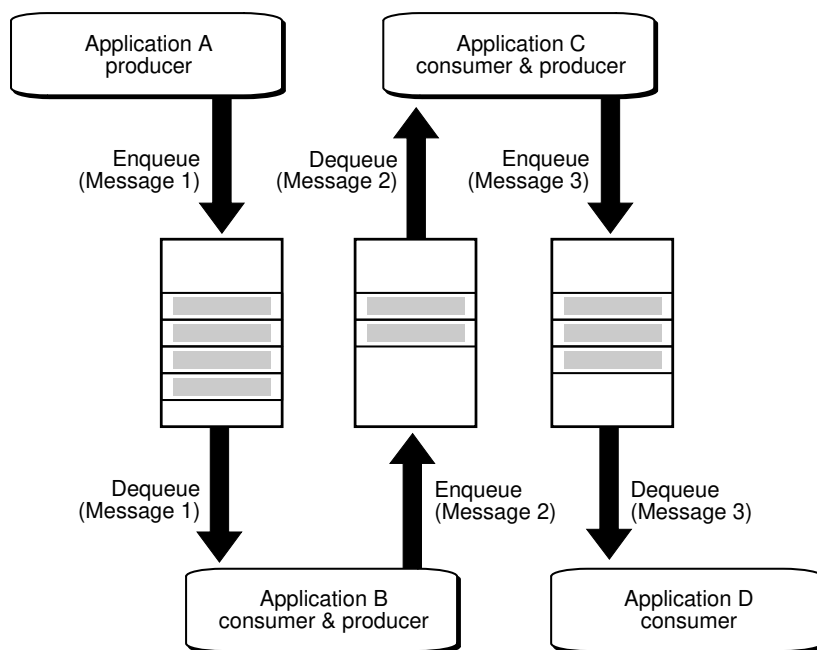 Application A
producer
Application C
consumer & producer
Enqueue
(Message 1)
Dequeue
(Message 2)
Enqueue
(Message 3)
Dequeue
(Message 1)
Enqueue
(Message 2)
Dequeue
(Message 3)
Application B
consumer & producer
Application D
consumer